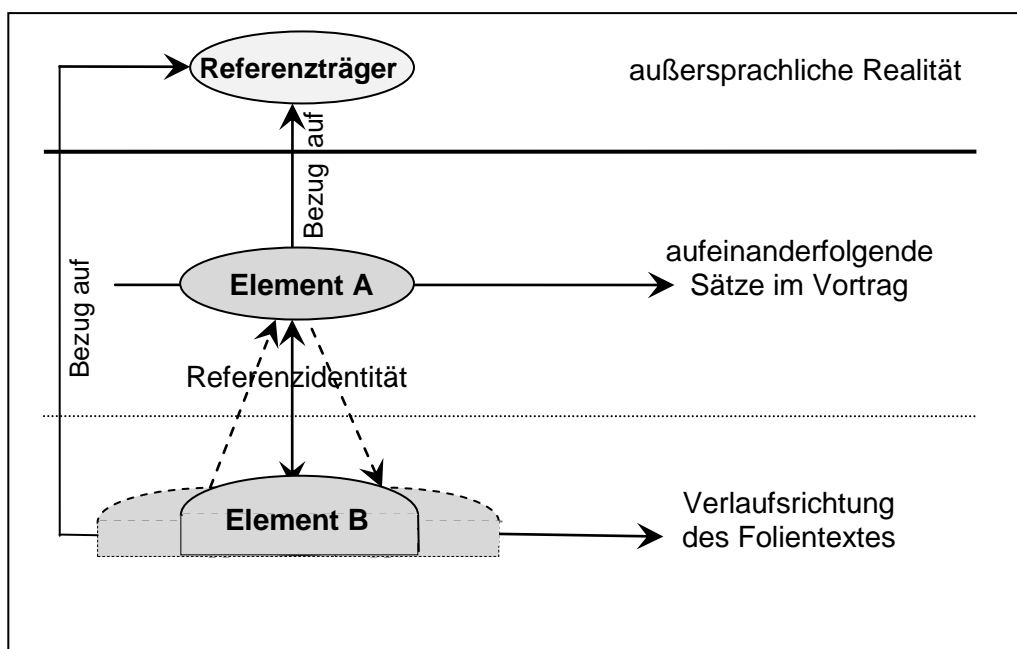 Referenzträger
außersprachliche Realität
Bezug auf
Bezug auf
Element A
aufeinanderfolgende
Sätze im Vortrag
Referenzidentität
Element B
Verlaufsrichtung
des Folientextes